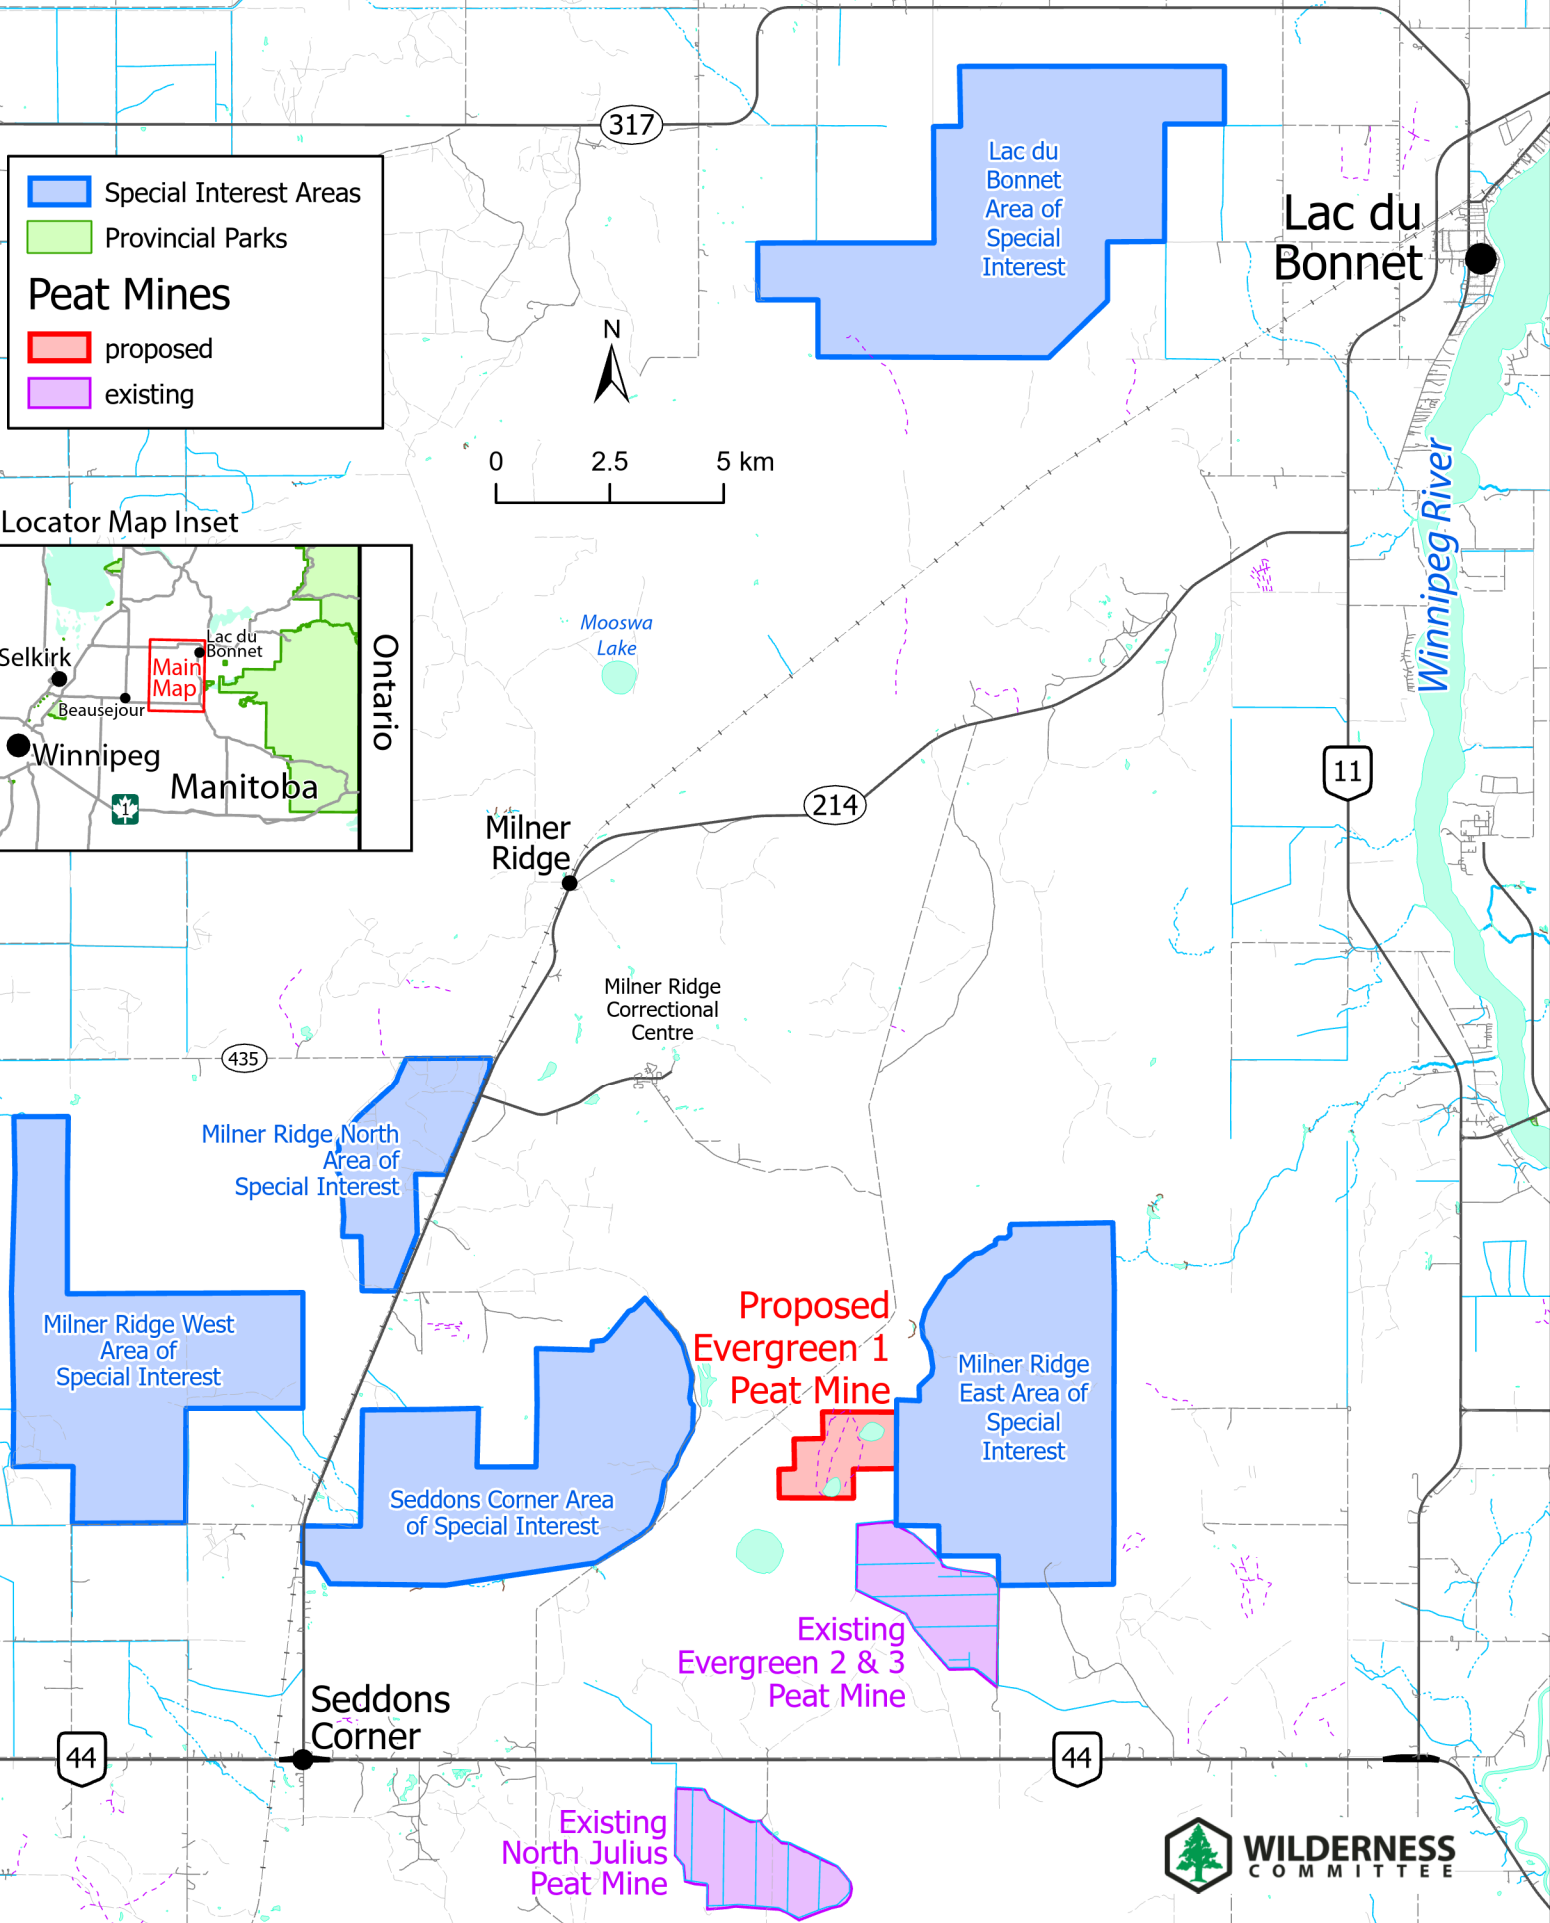 317
Special Interest Areas
Provincial Parks
Peat Mines
proposed
existing
Lac du
Bonnet
Area of
Special
Interest
Lac du
Bonnet
N
0 2.5 5 km
Winnipeg River
Locator Map Inset
Selkirk
Lac du
Bonnet
Main
Map
Beausejour
Winnipeg
Manitoba
1
Ontario
Mooswa
Lake
11
214
Milner
Ridge
Milner Ridge
Correctional
Centre
435
Milner Ridge North
Area of
Special Interest
Milner Ridge West
Area of
Special Interest
Proposed
Evergreen 1
Peat Mine
Milner Ridge
East Area of
Special
Interest
Seddons Corner Area
of Special Interest
Existing
Evergreen 2 & 3
Peat Mine
Seddons
Corner
44
44
Existing
North Julius
Peat Mine
WILDERNESS
COMMITTEE